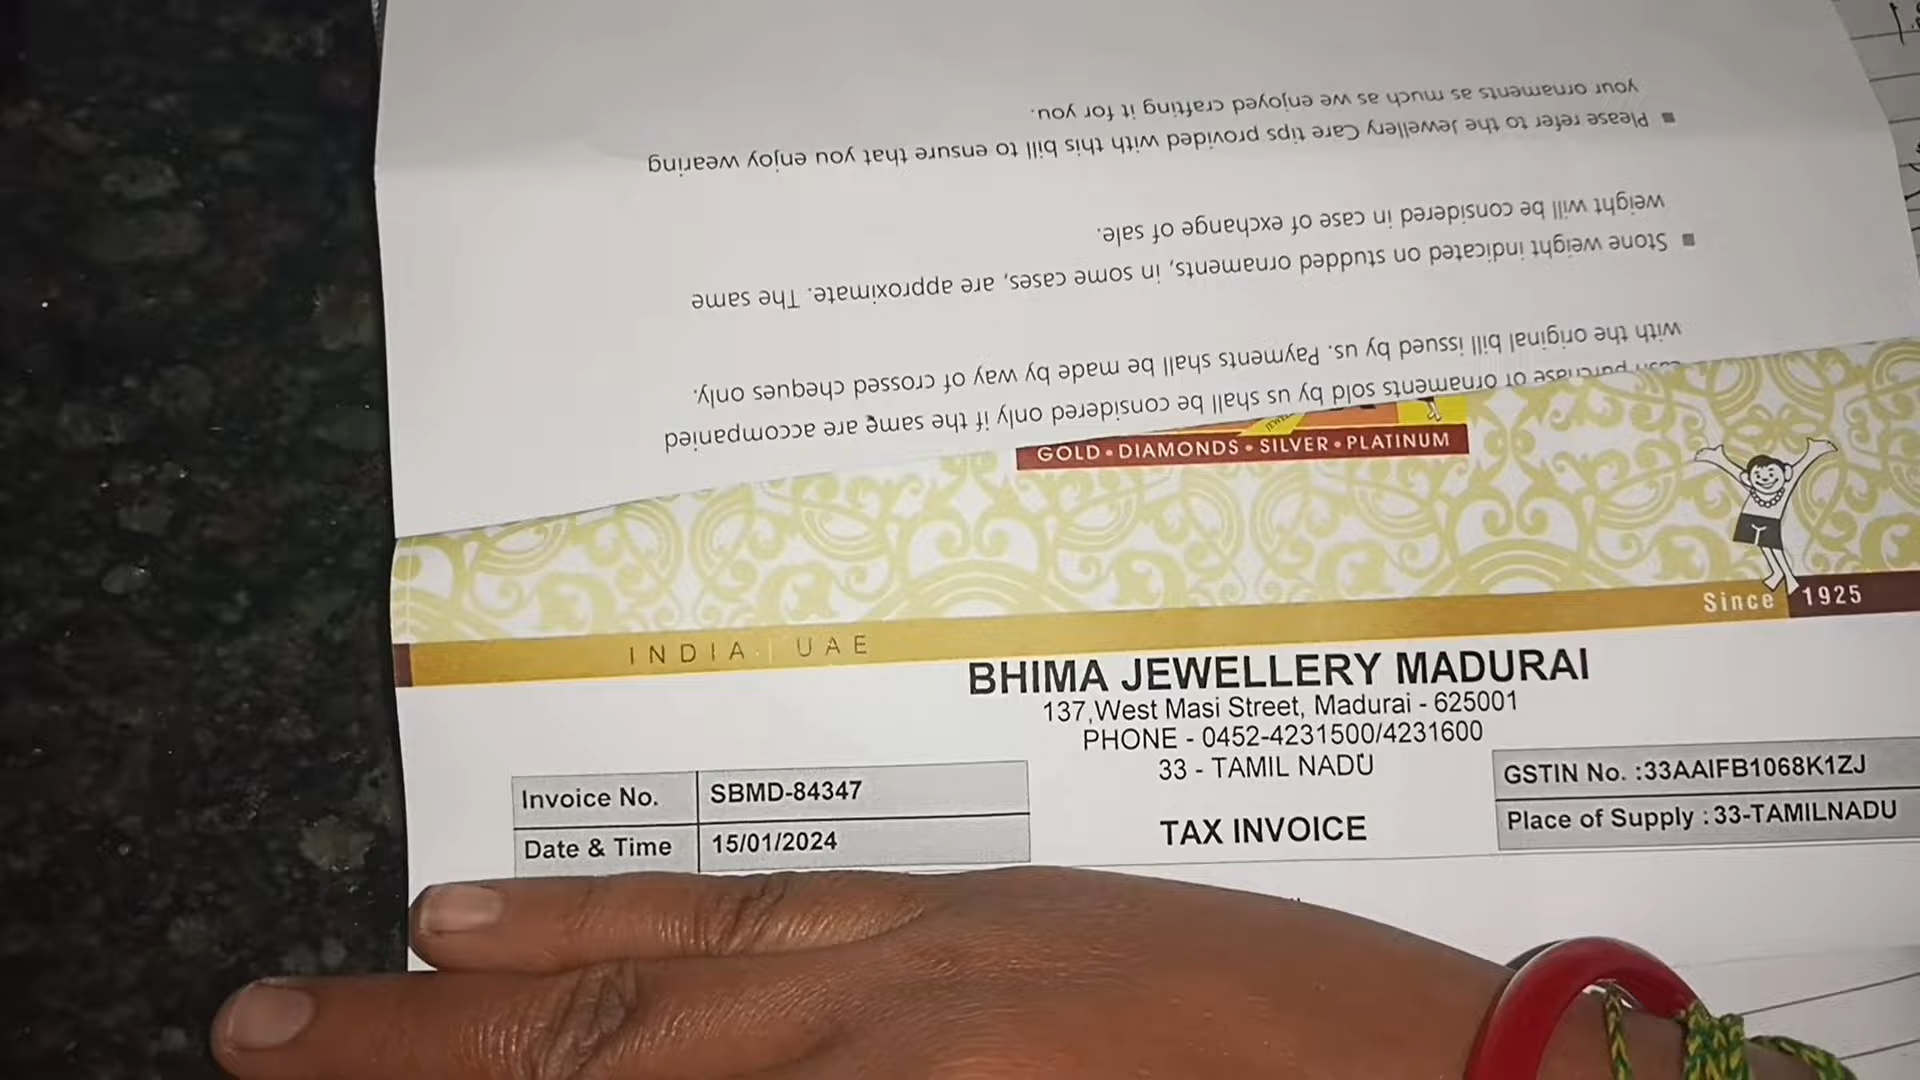 cash purchase of ornaments sold by us shall be considered only if the same are accompanied
with the original bill issued by us. Payments shall be made by way of crossed cheques only.
Stone weight indicated on studded ornaments, in some cases, are approximate. The same
weight will be considered in case of exchange of sale.
Please refer to the Jewellery Care tips provided with this bill to ensure that you enjoy wearing
your ornaments as much as we enjoyed crafting it for you.
GOLD • DIAMONDS • SILVER • PLATINUM
Since 1925
INDIA | UAE
BHIMA JEWELLERY MADURAI
137,West Masi Street, Madurai - 625001
PHONE - 0452-4231500/4231600
33 - TAMIL NADU
Invoice No. SBMD-84347
Date & Time 15/01/2024
TAX INVOICE
GSTIN No. :33AAIFB1068K1ZJ
Place of Supply :33-TAMILNADU